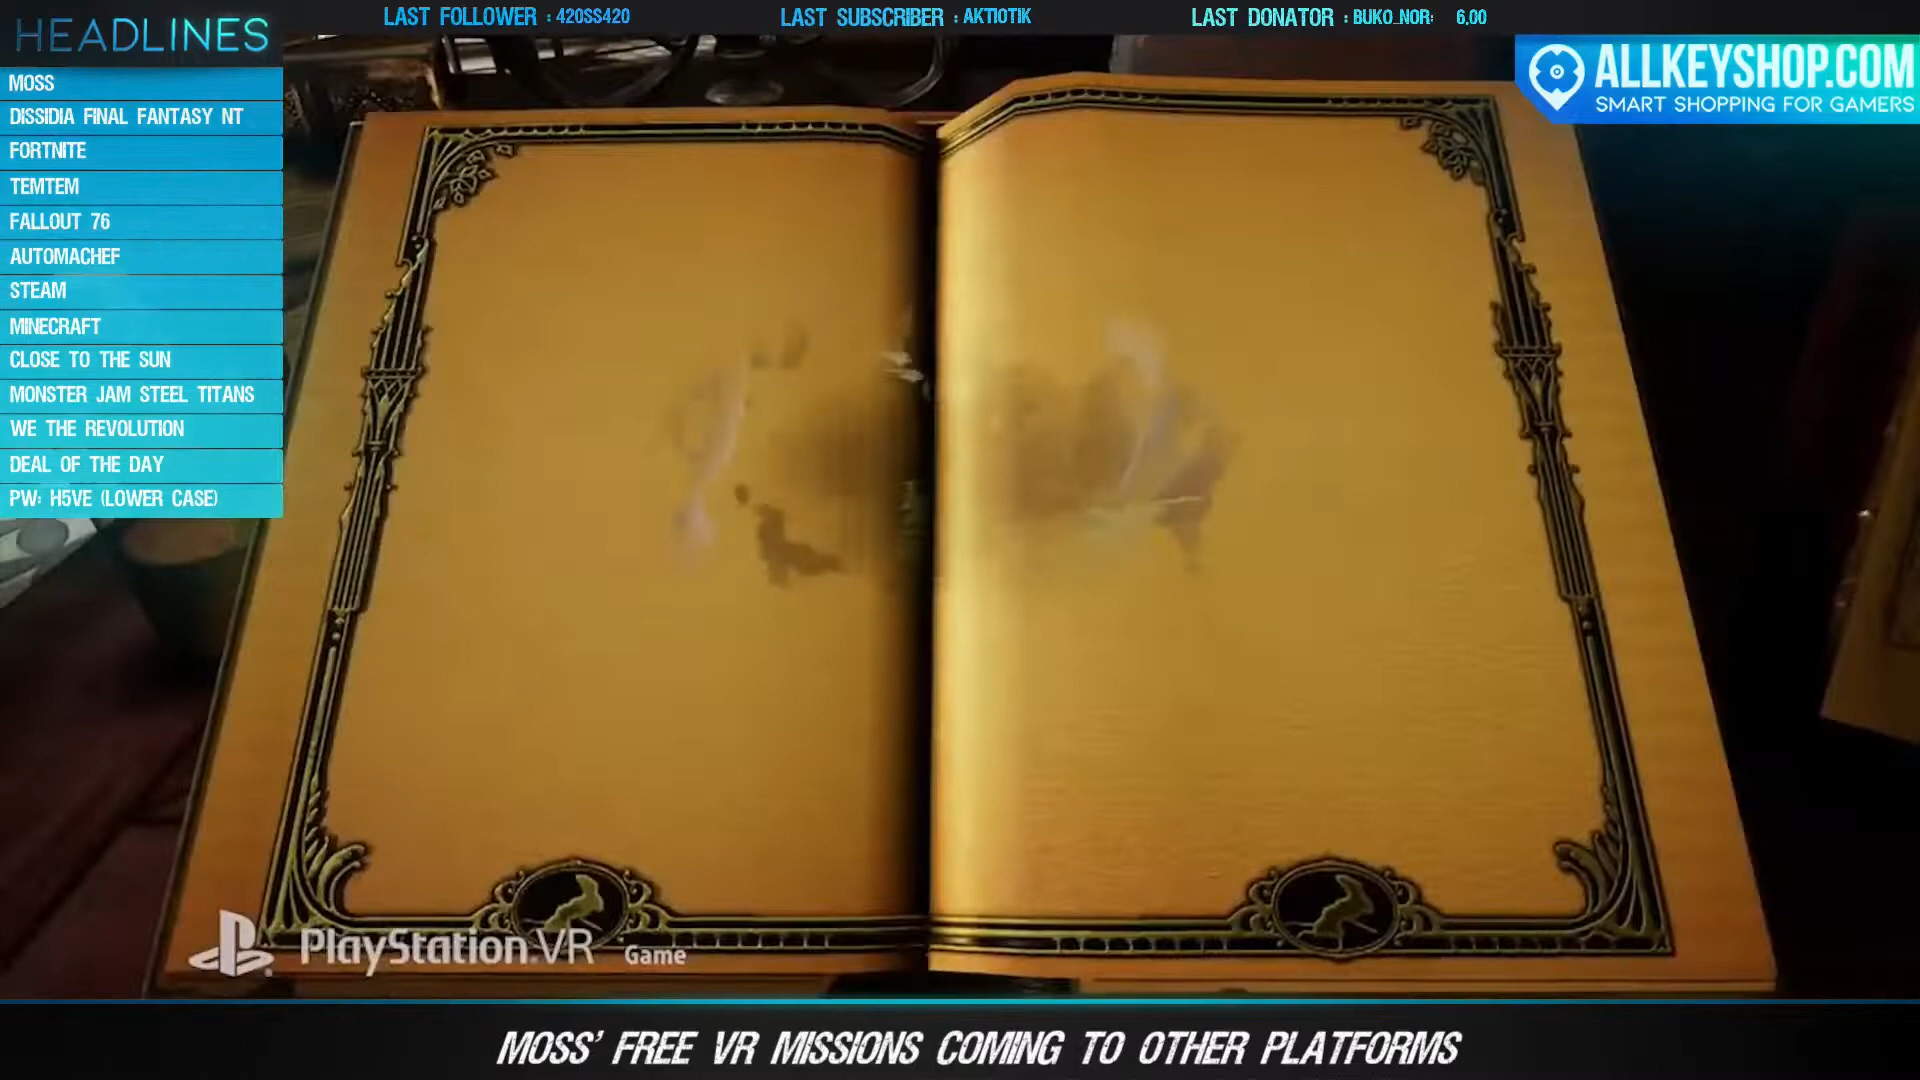 HEADLINES
LAST FOLLOWER : 420SS420
LAST SUBSCRIBER : AKTIOTIK
LAST DONATOR : BUKO_NOR: 6.00
ALLKEYSHOP.COM
SMART SHOPPING FOR GAMERS
MOSS
DISSIDIA FINAL FANTASY NT
FORTNITE
TEMTEM
FALLOUT 76
AUTOMACHEF
STEAM
MINECRAFT
CLOSE TO THE SUN
MONSTER JAM STEEL TITANS
WE THE REVOLUTION
DEAL OF THE DAY
PW: H5VE (LOWER CASE)
PlayStation.VR Game
MOSS' FREE VR MISSIONS COMING TO OTHER PLATFORMS